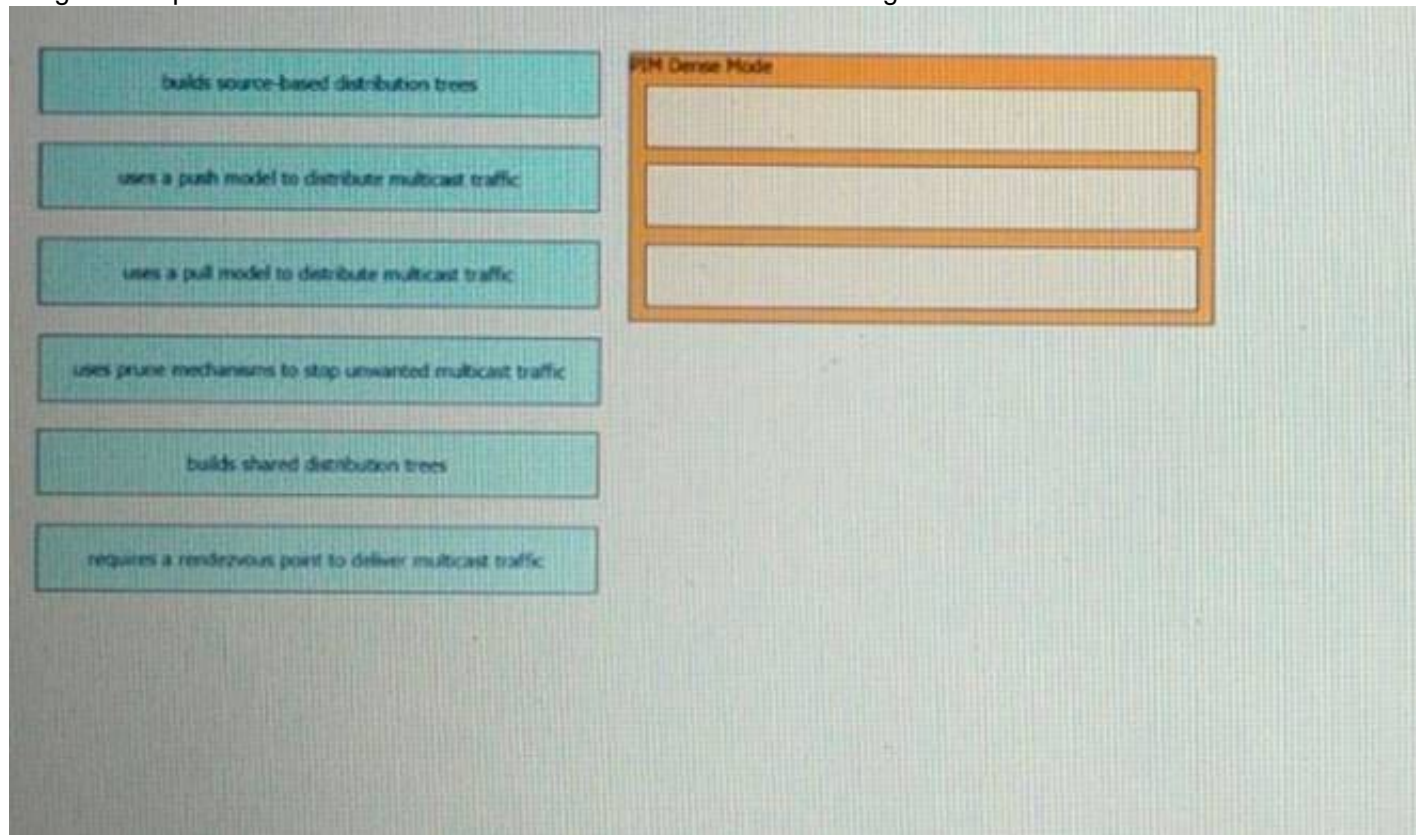 builds source-based distribution trees
uses a push model to distribute multicast traffic
uses a pull model to distribute multicast traffic
uses prune mechanisms to stop unwanted multicast traffic
builds shared distribution trees
requires a rendezvous point to deliver multicast traffic
PIM Dense Mode